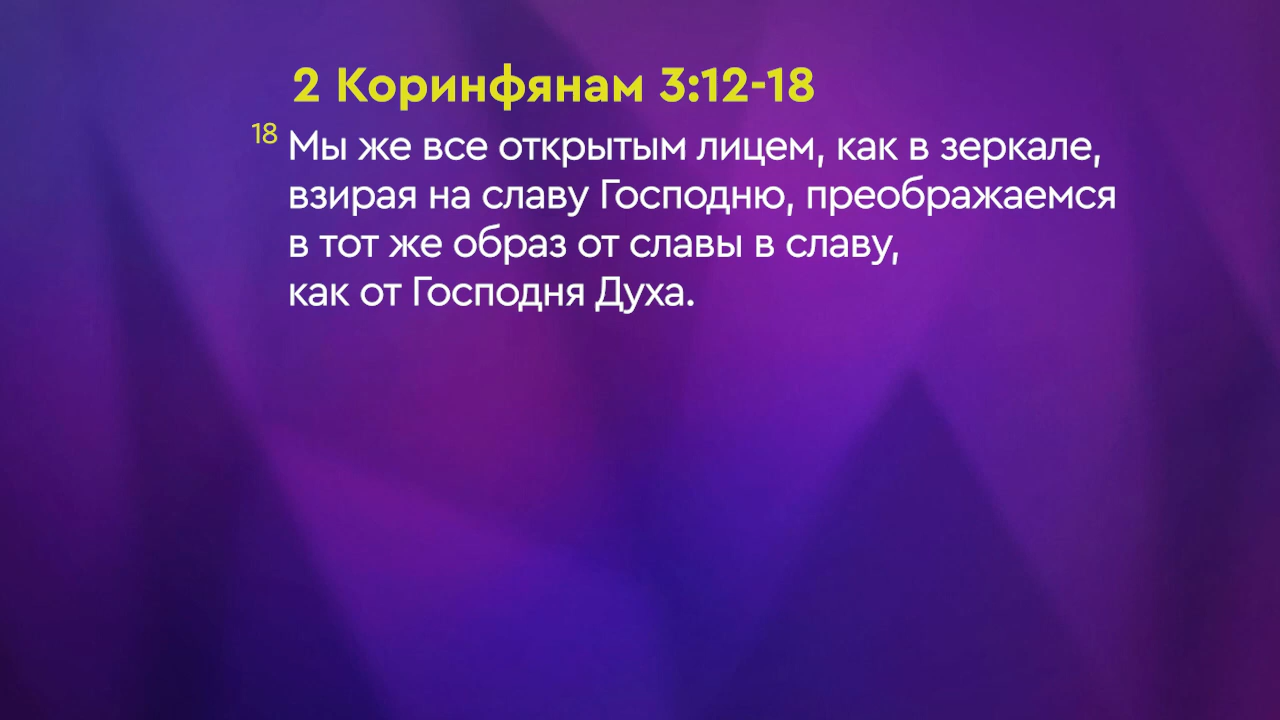 2 Коринфянам 3:12-18
18 Мы же все открытым лицем, как в зеркале,
взирая на славу Господню, преображаемся
в тот же образ от славы в славу,
как от Господня Духа.